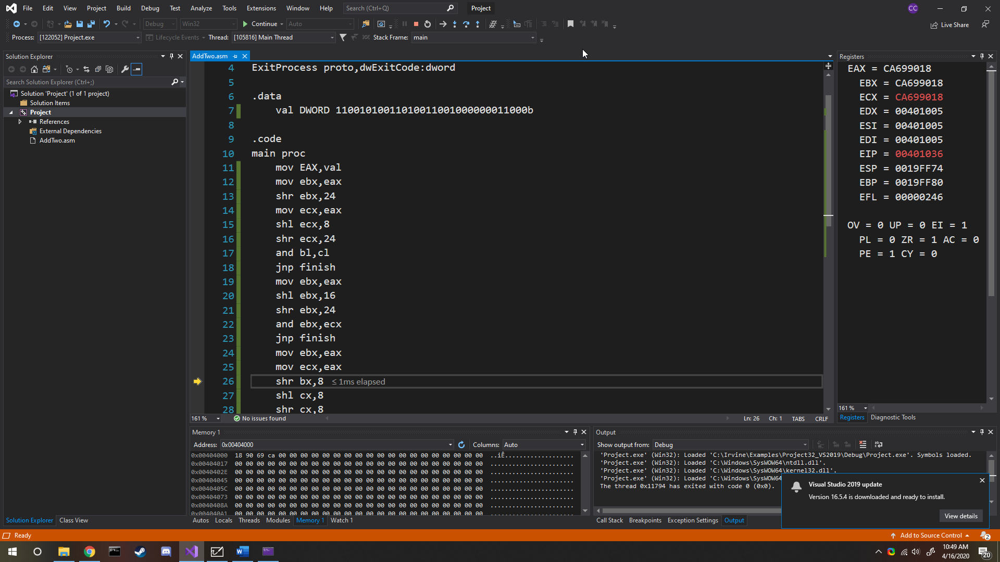 File Edit View Project Build Debug Test Analyze Tools Extensions Window Help Search (Ctrl+Q) Project CC
Debug Win32 Continue Auto Live Share
Process: [122052] Project.exe Lifecycle Events Thread: [105816] Main Thread Stack Frame: main
Solution Explorer
Search Solution Explorer (Ctrl+;)
Solution 'Project' (1 of 1 project)
Solution Items
Project
References
External Dependencies
AddTwo.asm
Solution Explorer Class View
AddTwo.asm
4 ExitProcess proto,dwExitCode:dword
5
6 .data
7 val DWORD 11001010011010011001000000011000b
8
9 .code
10 main proc
11 mov EAX,val
12 mov ebx,eax
13 shr ebx,24
14 mov ecx,eax
15 shl ecx,8
16 shr ecx,24
17 and bl,cl
18 jnp finish
19 mov ebx,eax
20 shl ebx,16
21 shr ebx,24
22 and ebx,ecx
23 jnp finish
24 mov ebx,eax
25 mov ecx,eax
26 shr bx,8 ≤ 1ms elapsed
27 shl cx,8
28 shr cx,8
161 % No issues found Ln: 26 Ch: 1 TABS CRLF
Registers
EAX = CA699018
EBX = CA699018
ECX = CA699018
EDX = 00401005
ESI = 00401005
EDI = 00401005
EIP = 00401036
ESP = 0019FF74
EBP = 0019FF80
EFL = 00000246
OV = 0 UP = 0 EI = 1
PL = 0 ZR = 1 AC = 0
PE = 1 CY = 0
161 %
Registers Diagnostic Tools
Memory 1
Address: 0x00404000 Columns: Auto
0x00404000 18 90 69 ca 00 00 00 00 00 00 00 00 00 00 00 00 00 00 00 00 00 00 00 ..iÊ...................
0x00404017 00 00 00 00 00 00 00 00 00 00 00 00 00 00 00 00 00 00 00 00 00 00 00 .......................
0x0040402E 00 00 00 00 00 00 00 00 00 00 00 00 00 00 00 00 00 00 00 00 00 00 00 .......................
0x00404045 00 00 00 00 00 00 00 00 00 00 00 00 00 00 00 00 00 00 00 00 00 00 00 .......................
0x0040405C 00 00 00 00 00 00 00 00 00 00 00 00 00 00 00 00 00 00 00 00 00 00 00 .......................
0x00404073 00 00 00 00 00 00 00 00 00 00 00 00 00 00 00 00 00 00 00 00 00 00 00 .......................
0x0040408A 00 00 00 00 00 00 00 00 00 00 00 00 00 00 00 00 00 00 00 00 00 00 00 .......................
0x004040A1 00 00 00 00 00 00 00 00 00 00 00 00 00 00 00 00 00 00 00 00 00 00 00 .......................
Autos Locals Threads Modules Memory 1 Watch 1
Output
Show output from: Debug
'Project.exe' (Win32): Loaded 'C:\Irvine\Examples\Project32_VS2019\Debug\Project.exe'. Symbols loaded.
'Project.exe' (Win32): Loaded 'C:\Windows\SysWOW64\ntdll.dll'.
'Project.exe' (Win32): Loaded 'C:\Windows\SysWOW64\kernel32.dll'.
'Project.exe' (Win32): Loaded 'C:\Windows\SysWOW64
The thread 0x11794 has exited with code 0 (0x0).
Call Stack Breakpoints Exception Settings Output
Visual Studio 2019 update
Version 16.5.4 is downloaded and ready to install.
View details
Ready Add to Source Control 2
10:49 AM
4/16/2020
20